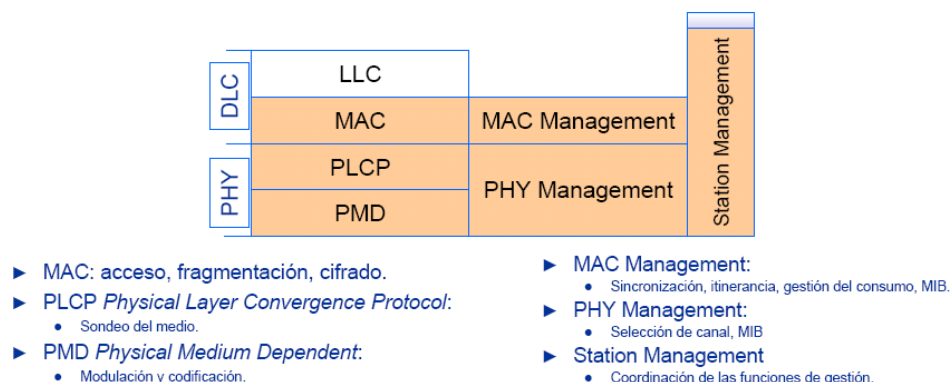 DLC
LLC
MAC
MAC Management
PHY
PLCP
PMD
PHY Management
Station Management
► MAC: acceso, fragmentación, cifrado.
► PLCP Physical Layer Convergence Protocol:
• Sondeo del medio.
► PMD Physical Medium Dependent:
• Modulación y codificación.
► MAC Management:
• Sincronización, itinerancia, gestión del consumo, MIB.
► PHY Management:
• Selección de canal, MIB
► Station Management
• Coordinación de las funciones de gestión.